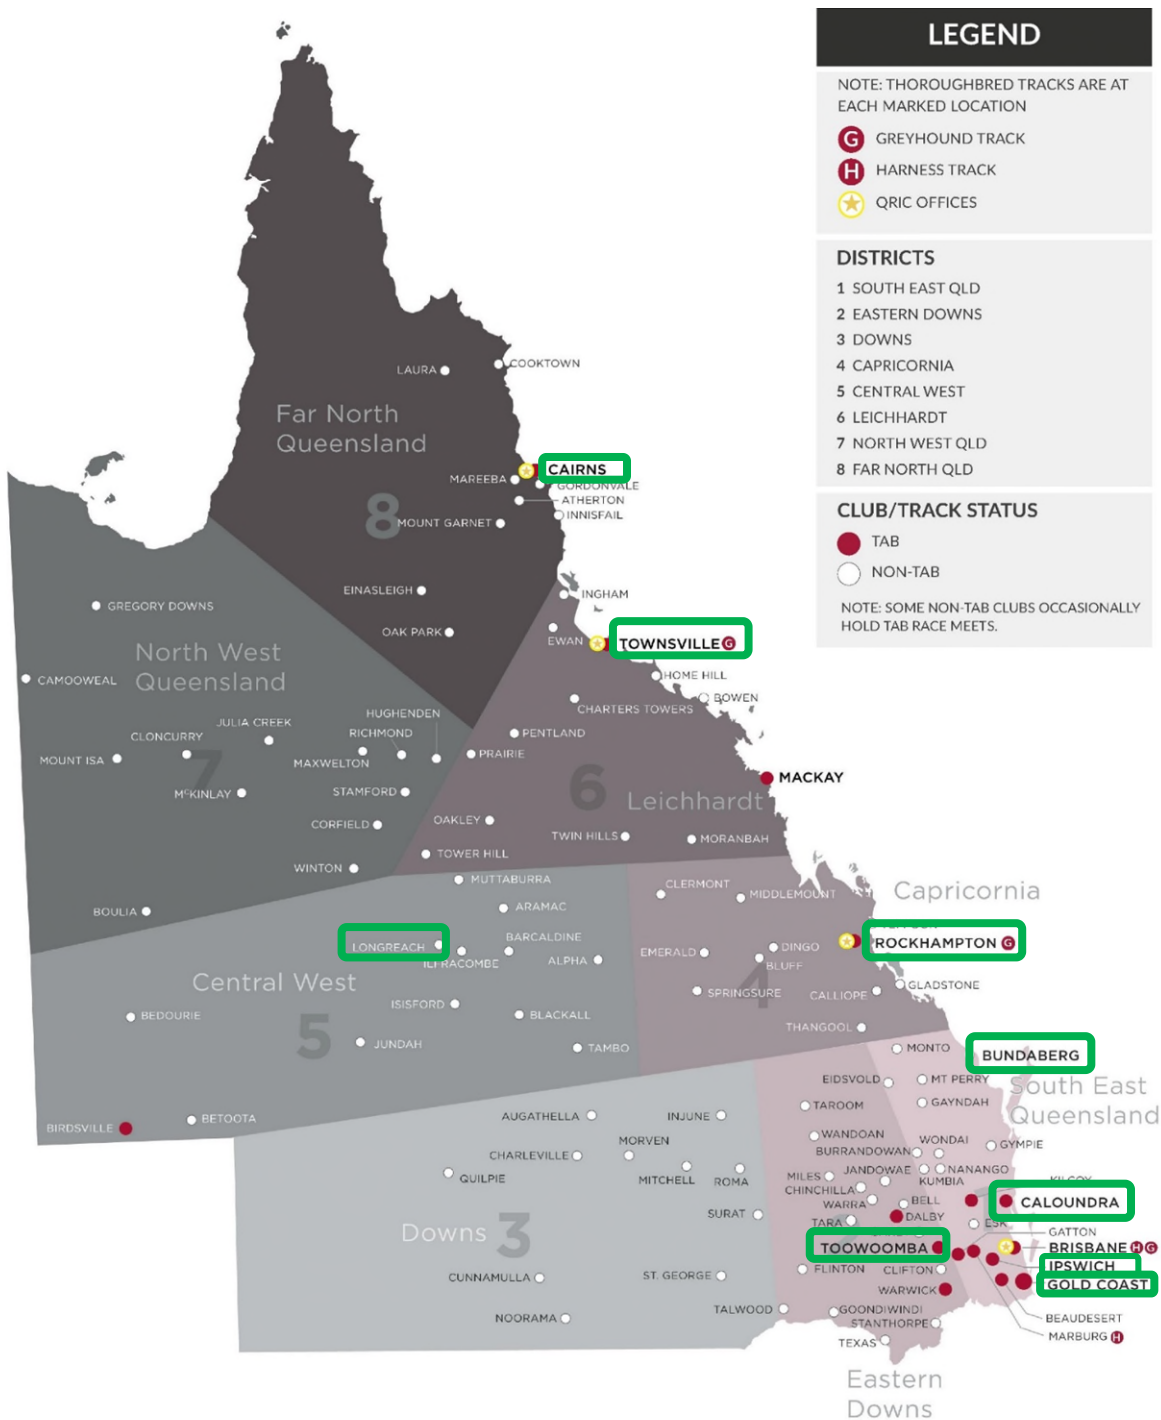 LEGEND
NOTE: THOROUGHBRED TRACKS ARE AT
EACH MARKED LOCATION
G GREYHOUND TRACK
H HARNESS TRACK
QRIC OFFICES
DISTRICTS
1 SOUTH EAST QLD
2 EASTERN DOWNS
3 DOWNS
4 CAPRICORNIA
5 CENTRAL WEST
6 LEICHHARDT
7 NORTH WEST QLD
8 FAR NORTH QLD
CLUB/TRACK STATUS
TAB
NON-TAB
NOTE: SOME NON-TAB CLUBS OCCASIONALLY
HOLD TAB RACE MEETS.
COOKTOWN
LAURA
Far North
Queensland
8
CAIRNS
MAREEBA
GORDONVALE
ATHERTON
INNISFAIL
MOUNT GARNET
EINASLEIGH
INGHAM
OAK PARK
EWAN
TOWNSVILLE G
GREGORY DOWNS
North West
Queensland
7
CAMOOWEAL
HOME HILL
BOWEN
CHARTERS TOWERS
HUGHENDEN
JULIA CREEK
RICHMOND
CLONCURRY
PENTLAND
MOUNT ISA
MAXWELTON
PRAIRIE
MACKAY
McKINLAY
STAMFORD
6
Leichhardt
CORFIELD
OAKLEY
TWIN HILLS
MORANBAH
WINTON
TOWER HILL
MUTTABURRA
CLERMONT
MIDDLEMOUNT
Capricornia
BOULIA
ARAMAC
LONGREACH
BARCALDINE
ILFRACOMBE
ALPHA
EMERALD
DINGO
BLUFF
ROCKHAMPTON G
Central West
5
4
SPRINGSURE
CALLIOPE
GLADSTONE
ISISFORD
BEDOURIE
BLACKALL
THANGOOL
JUNDAH
TAMBO
MONTO
BUNDABERG
EIDSVOLD
MT PERRY
South East
Queensland
BIRDSVILLE
BETOOTA
AUGATHELLA
INJUNE
TAROOM
GAYNDAH
MORVEN
WANDOAN
WONDAI
GYMPIE
CHARLEVILLE
BURRANDOWAN
QUILPIE
MITCHELL
ROMA
MILES
JANDOWAE
NANANGO
KUMBIA
KILCOY
CHINCHILLA
WARRA
BELL
CALOUNDRA
SURAT
TARA
DALBY
ESK
Downs
3
GATTON
TOOWOOMBA
BRISBANE H G
IPSWICH
GOLD COAST
CUNNAMULLA
ST. GEORGE
FLINTON
CLIFTON
WARWICK
NOORAMA
TALWOOD
GOONDIWINDI
STANTHORPE
BEAUDESERT
MARBURG H
TEXAS
Eastern
Downs